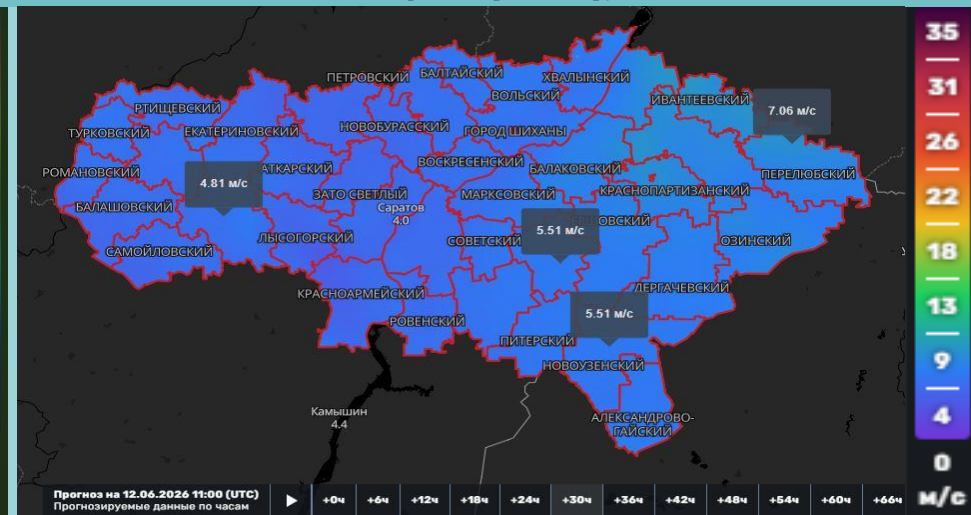 35
31
26
22
18
13
9
4
0
м/с
ПЕТРОВСКИЙ
БАЛТАЙСКИЙ
ХВАЛЫНСКИЙ
ВОЛЬСКИЙ
ИВАНТЕЕВСКИЙ
7.06 м/с
РТИЩЕВСКИЙ
ТУРКОВСКИЙ
ЕКАТЕРИНОВСКИЙ
НОВОБУРАССКИЙ
ГОРОД ШИХАНЫ
РОМАНОВСКИЙ
АТКАРСКИЙ
ВОСКРЕСЕНСКИЙ
БАЛАКОВСКИЙ
ПЕРЕЛЮБСКИЙ
4.81 м/с
ЗАТО СВЕТЛЫЙ
МАРКСОВСКИЙ
КРАСНОПАРТИЗАНСКИЙ
БАЛАШОВСКИЙ
Саратов
4.0
ОВСКИЙ
5.51 м/с
ЛЫСОГОРСКИЙ
СОВЕТСКИЙ
ОЗИНСКИЙ
САМОЙЛОВСКИЙ
КРАСНОАРМЕЙСКИЙ
ДЕРГАЧЕВСКИЙ
5.51 м/с
РОВЕНСКИЙ
ПИТЕРСКИЙ
НОВОУЗЕНСКИЙ
Камышин
4.4
АЛЕКСАНДРОВО-
ГАЙСКИЙ
Прогноз на 12.06.2026 11:00 (UTC)
Прогнозируемые данные по часам
+0ч +6ч +12ч +18ч +24ч +30ч +36ч +42ч +48ч +54ч +60ч +66ч